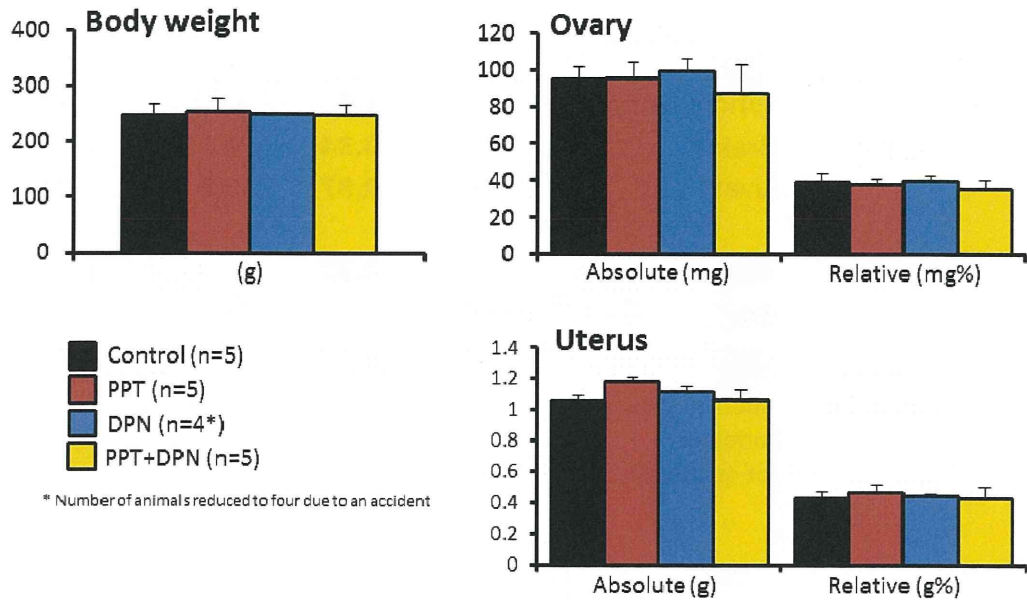 Body weight
400
300
200
100
0
(g)
Ovary
120
100
80
60
40
20
0
Absolute (mg)
Relative (mg%)
Control (n=5)
PPT (n=5)
DPN (n=4*)
PPT+DPN (n=5)
* Number of animals reduced to four due to an accident
Uterus
1.4
1.2
1
0.8
0.6
0.4
0.2
0
Absolute (g)
Relative (g%)